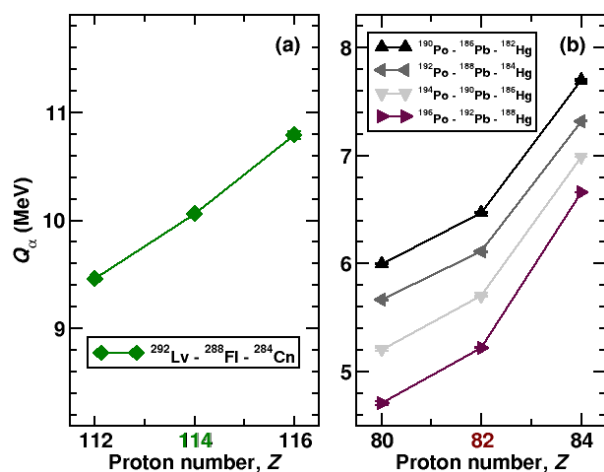 (a)
11
10
9
Qα (MeV)
²⁹²Lv - ²⁸⁸Fl - ²⁸⁴Cn
112 114 116
Proton number, Z
(b)
¹⁹⁰Po - ¹⁸⁶Pb - ¹⁸²Hg
¹⁹²Po - ¹⁸⁸Pb - ¹⁸⁴Hg
¹⁹⁴Po - ¹⁹⁰Pb - ¹⁸⁶Hg
¹⁹⁶Po - ¹⁹²Pb - ¹⁸⁸Hg
8
7
6
5
80 82 84
Proton number, Z